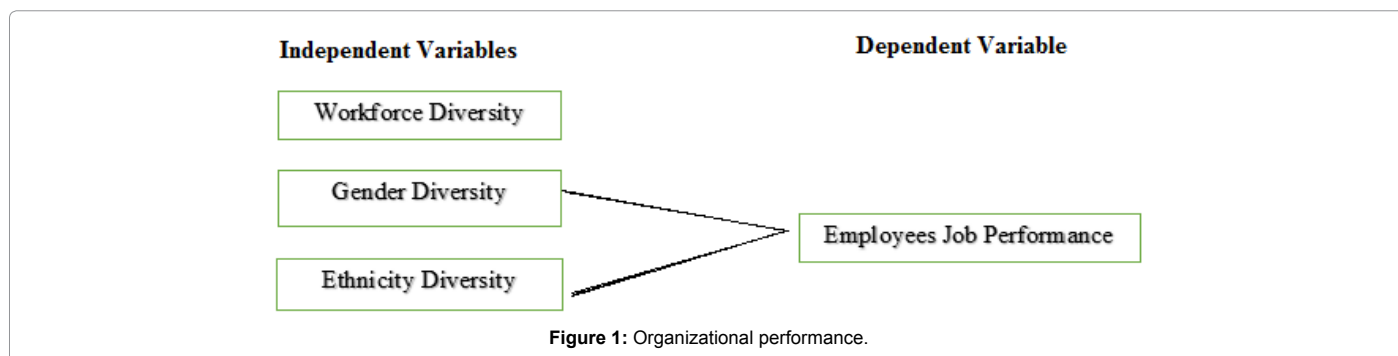 Independent Variables
Dependent Variable
Workforce Diversity
Gender Diversity
Employees Job Performance
Ethnicity Diversity
Figure 1: Organizational performance.